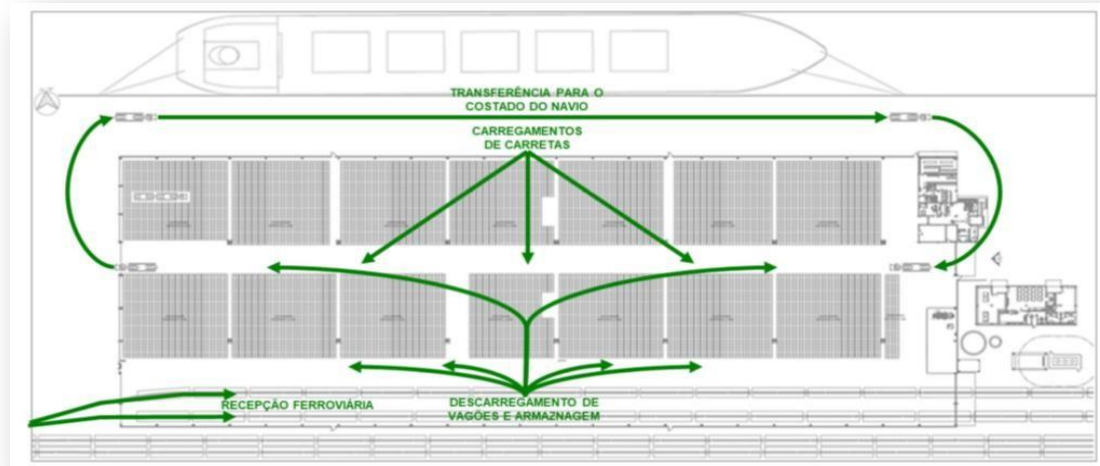 TRANSFERÊNCIA PARA O
COSTADO DO NAVIO
CARREGAMENTOS
DE CARRETAS
RECEPÇÃO FERROVIÁRIA
DESCARREGAMENTO DE
VAGÕES E ARMAZNAGEM